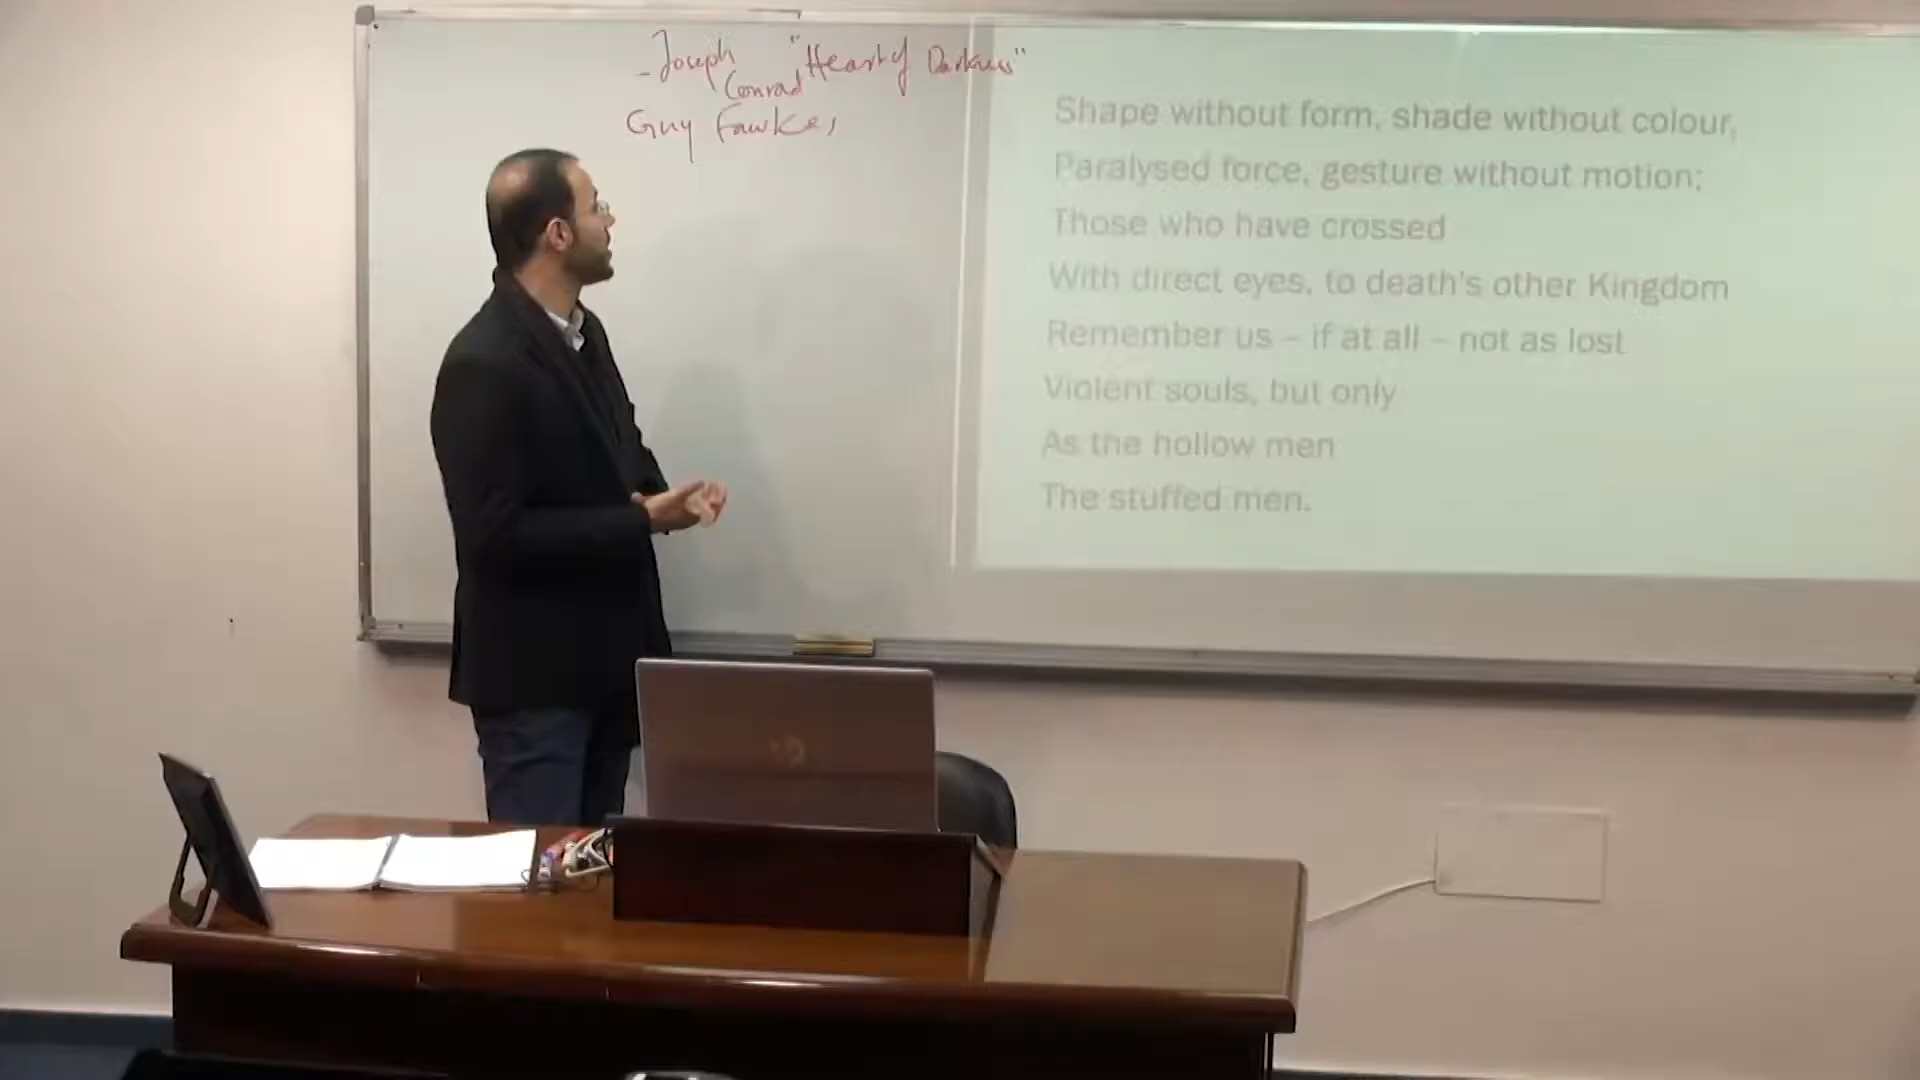 - Joseph "Heart of Darkness"
Conrad
Guy Fawkes
Shape without form, shade without colour,
Paralysed force, gesture without motion;
Those who have crossed
With direct eyes, to death's other Kingdom
Remember us – if at all – not as lost
Violent souls, but only
As the hollow men
The stuffed men.